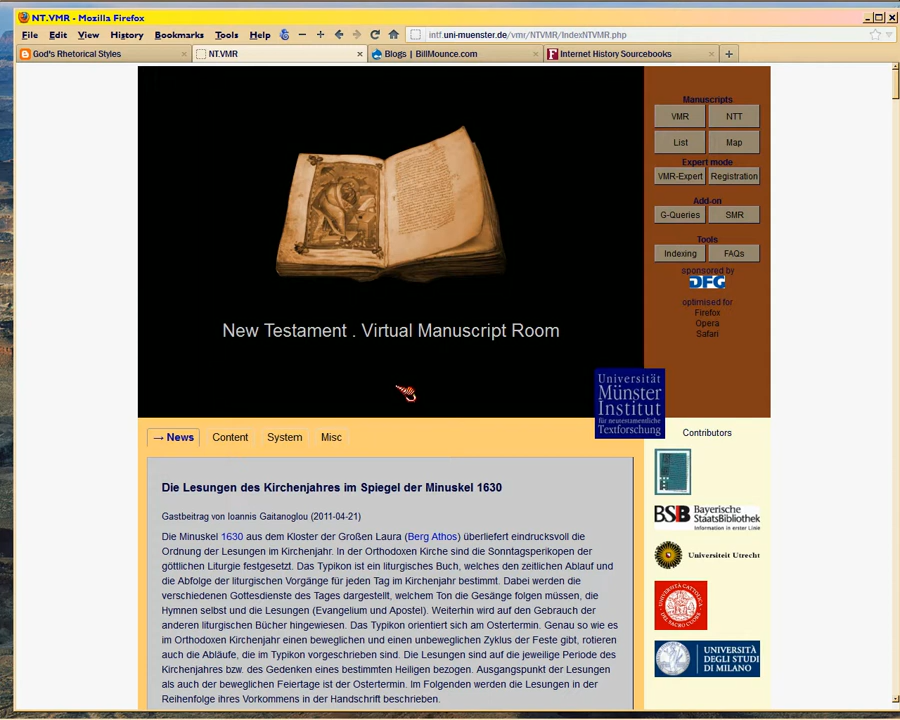 NT.VMR - Mozilla Firefox
File Edit View History Bookmarks Tools Help
intf.uni-muenster.de/vmr/NTVMR/IndexNTVMR.php
God's Rhetorical Styles
NT.VMR
Blogs | BillMounce.com
Internet History Sourcebooks
New Testament . Virtual Manuscript Room
Manuscripts
VMR NTT
List Map
Expert mode
VMR-Expert Registration
Add-on
G-Queries SMR
Tools
Indexing FAQs
sponsored by
DFG
optimised for
Firefox
Opera
Safari
Universität
Münster
Institut
für neutestamentliche
Textforschung
→ News Content System Misc
Die Lesungen des Kirchenjahres im Spiegel der Minuskel 1630
Gastbeitrag von Ioannis Gaitanoglou (2011-04-21)
Die Minuskel 1630 aus dem Kloster der Großen Laura (Berg Athos) überliefert eindrucksvoll die
Ordnung der Lesungen im Kirchenjahr. In der Orthodoxen Kirche sind die Sonntagsperikopen der
göttlichen Liturgie festgesetzt. Das Typikon ist ein liturgisches Buch, welches den zeitlichen Ablauf und
die Abfolge der liturgischen Vorgänge für jeden Tag im Kirchenjahr bestimmt. Dabei werden die
verschiedenen Gottesdienste des Tages dargestellt, welchem Ton die Gesänge folgen müssen, die
Hymnen selbst und die Lesungen (Evangelium und Apostel). Weiterhin wird auf den Gebrauch der
anderen liturgischen Bücher hingewiesen. Das Typikon orientiert sich am Ostertermin. Genau so wie es
im Orthodoxen Kirchenjahr einen beweglichen und einen unbeweglichen Zyklus der Feste gibt, rotieren
auch die Abläufe, die im Typikon vorgeschrieben sind. Die Lesungen sind auf die jeweilige Periode des
Kirchenjahres bzw. des Gedenken eines bestimmten Heiligen bezogen. Ausgangspunkt der Lesungen
als auch der beweglichen Feiertage ist der Ostertermin. Im Folgenden werden die Lesungen in der
Reihenfolge ihres Vorkommens in der Handschrift beschrieben.
Contributors
BSB Bayerische
StaatsBibliothek
Information in erster Linie
Universiteit Utrecht
UNIVERSITÀ
DEGLI STUDI
DI MILANO